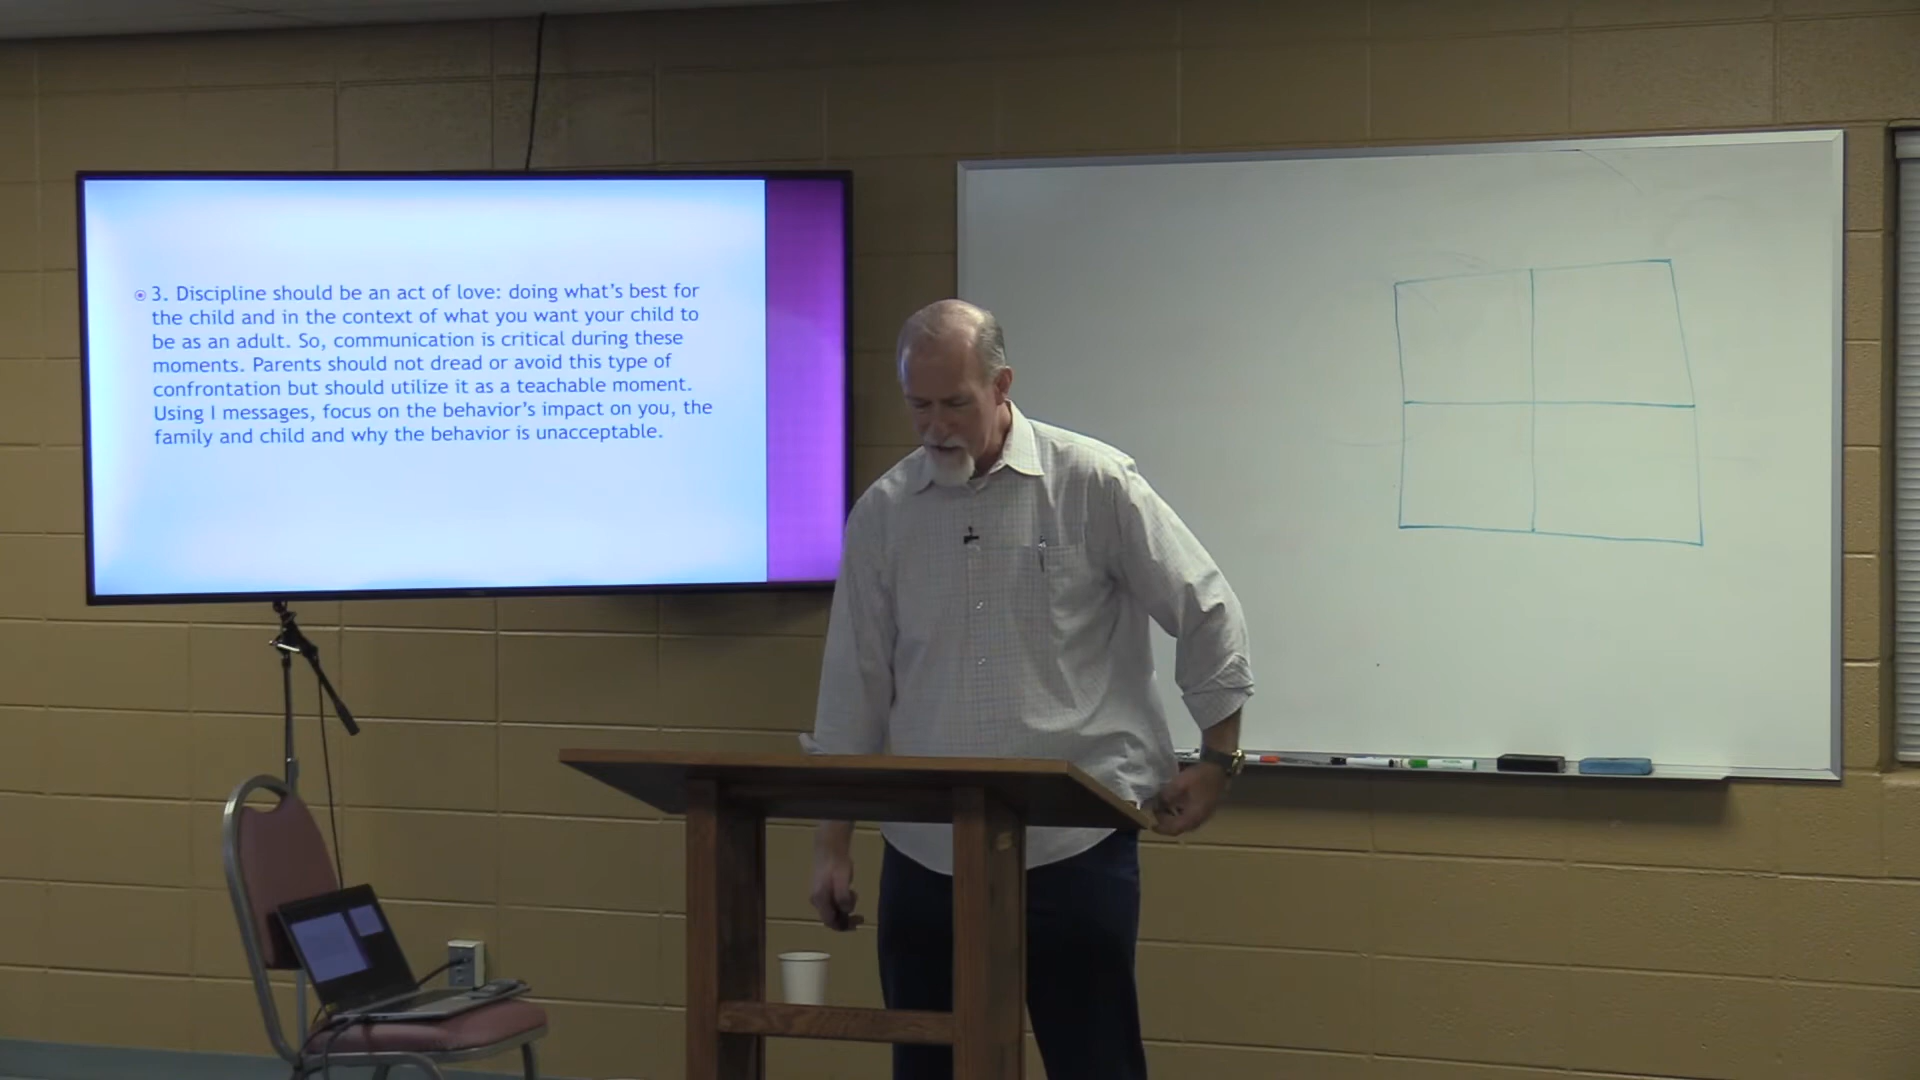 3. Discipline should be an act of love: doing what's best for
the child and in the context of what you want your child to
be as an adult. So, communication is critical during these
moments. Parents should not dread or avoid this type of
confrontation but should utilize it as a teachable moment.
Using I messages, focus on the behavior's impact on you, the
family and child and why the behavior is unacceptable.